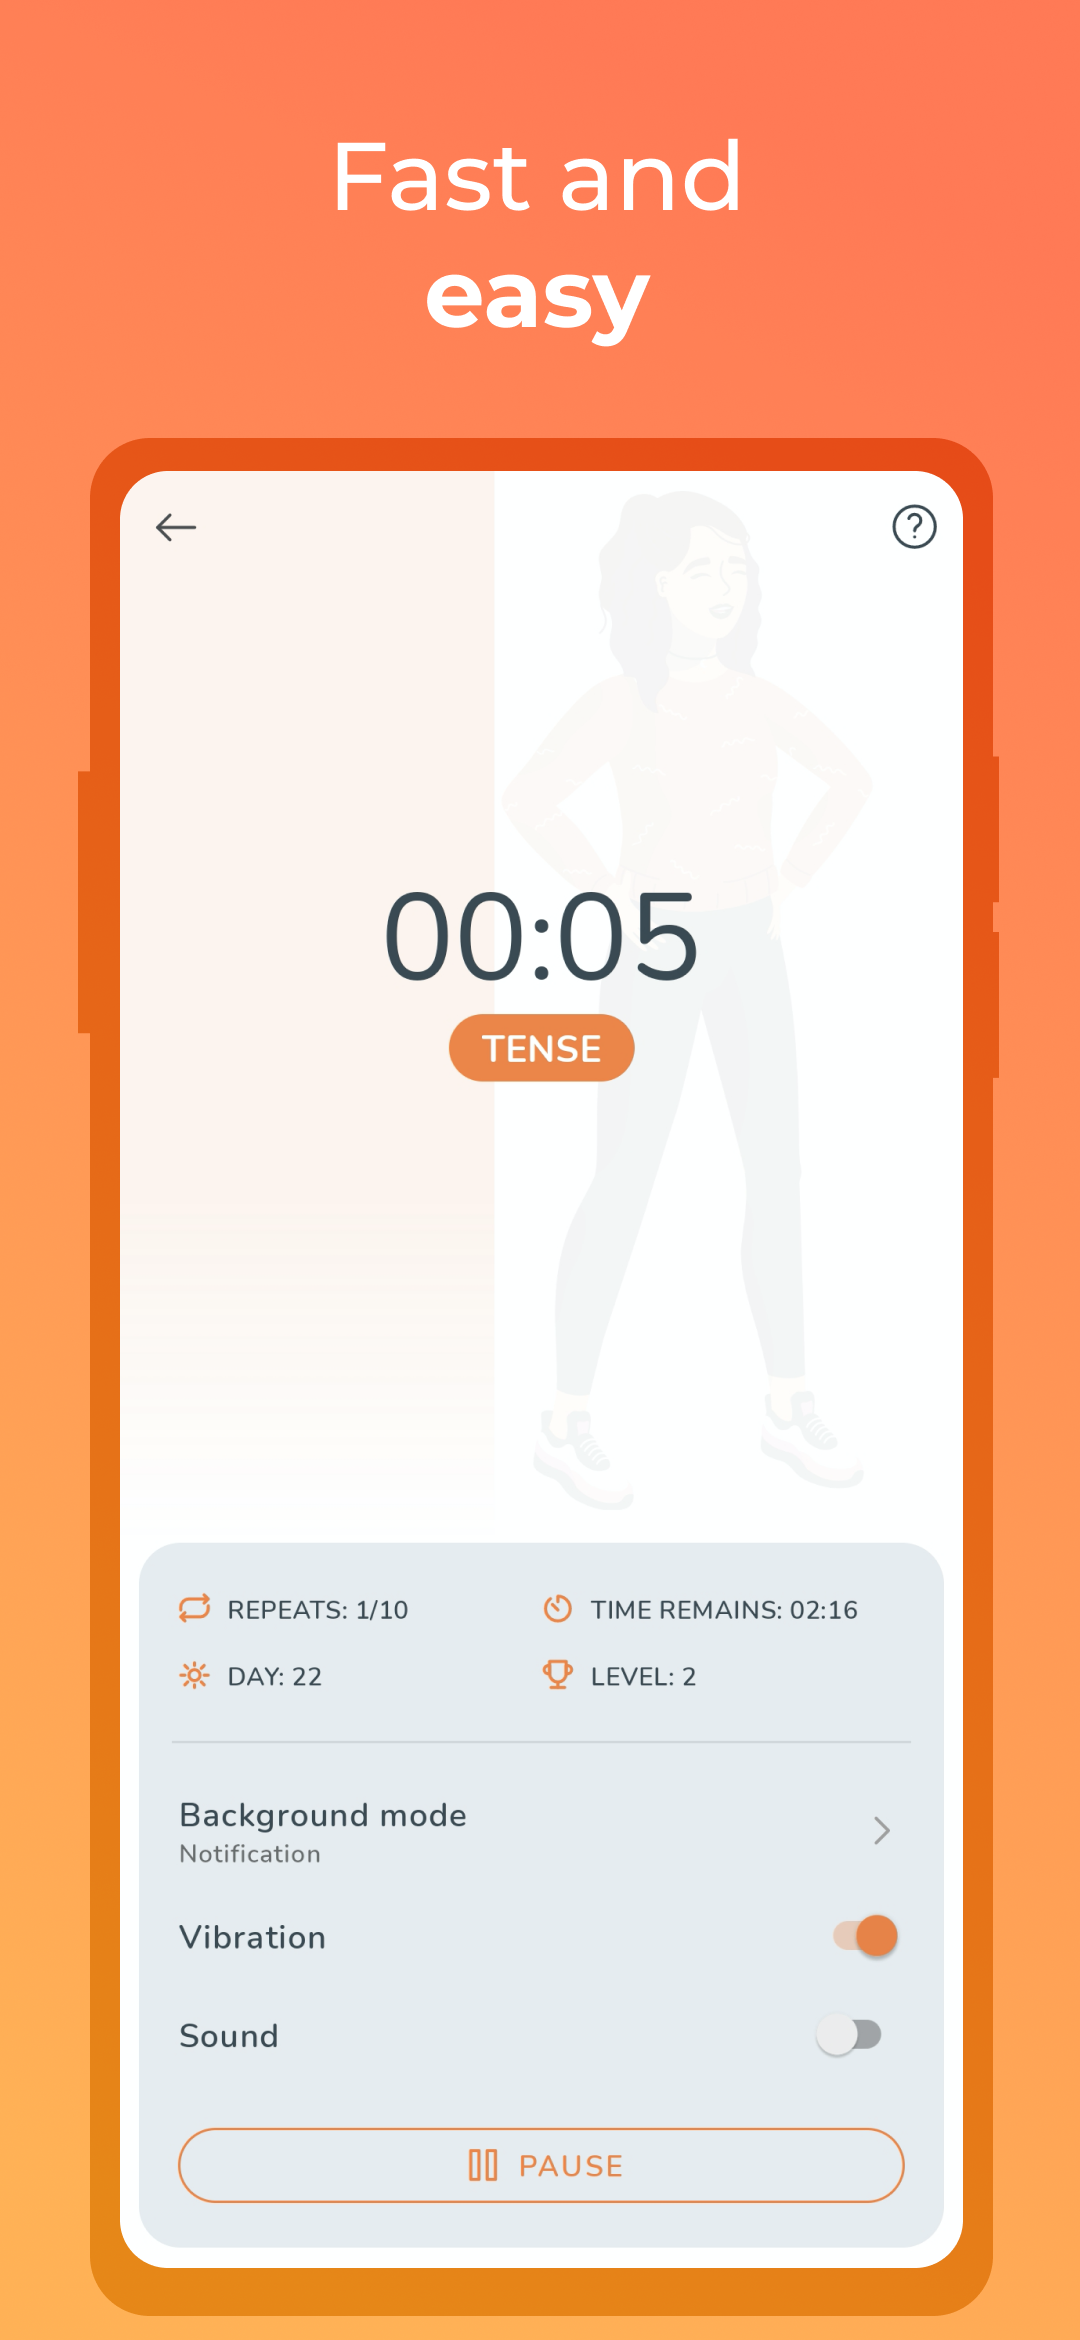 Fast and
easy
00:05
TENSE
REPEATS: 1/10
TIME REMAINS: 02:16
DAY: 22
LEVEL: 2
Background mode
Notification
Vibration
Sound
PAUSE